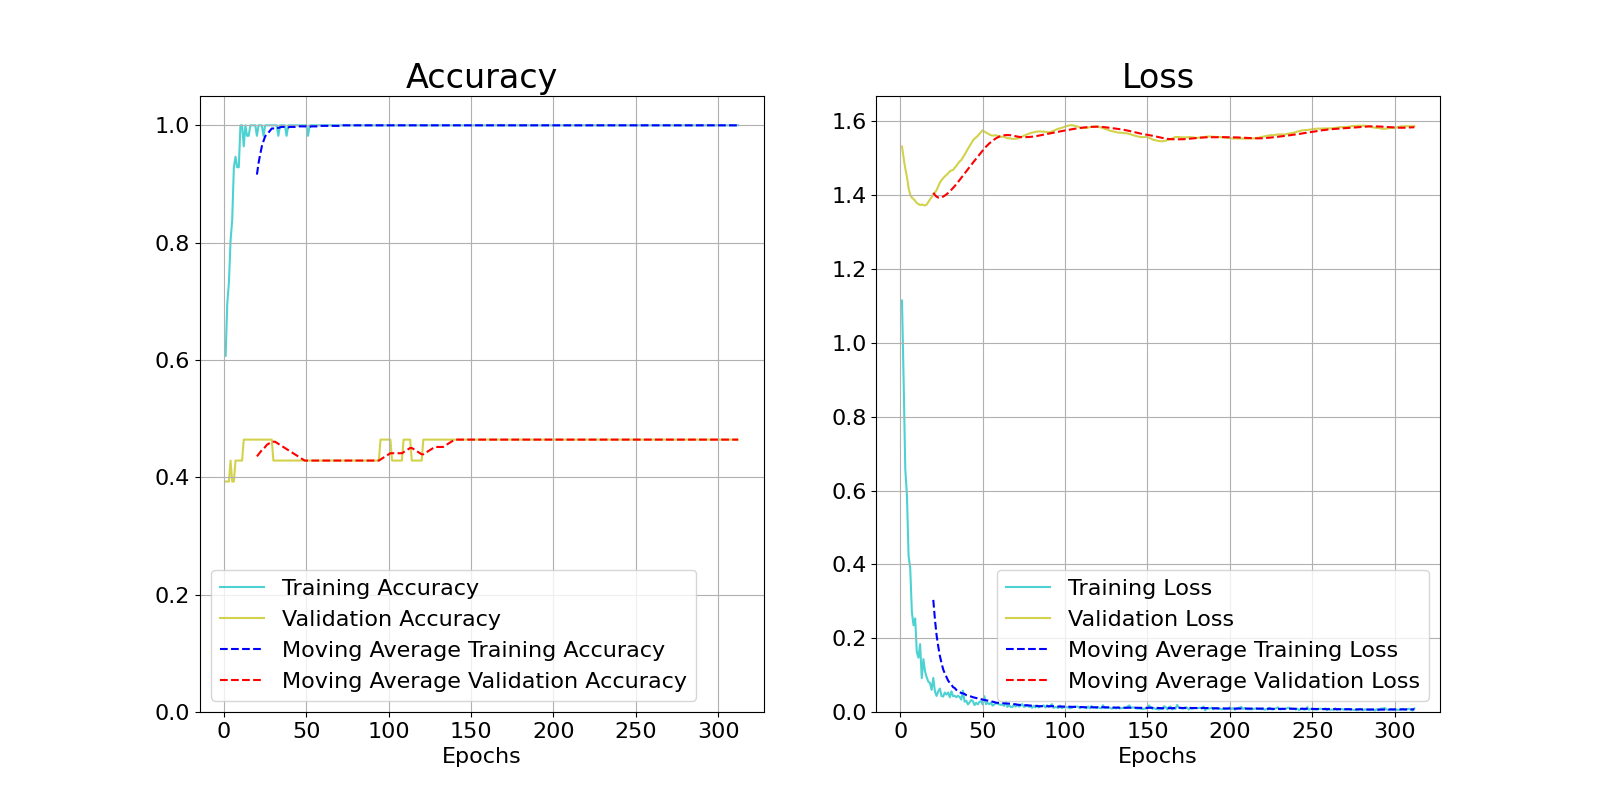 Accuracy
1.0
0.8
0.6
0.4
0.2
0.0
0 50 100 150 200 250 300
Epochs
Training Accuracy
Validation Accuracy
Moving Average Training Accuracy
Moving Average Validation Accuracy
Loss
1.6
1.4
1.2
1.0
0.8
0.6
0.4
0.2
0.0
0 50 100 150 200 250 300
Epochs
Training Loss
Validation Loss
Moving Average Training Loss
Moving Average Validation Loss